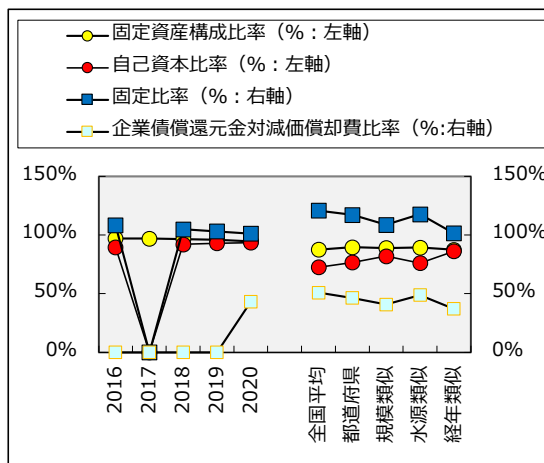 固定資産構成比率（%：左軸）
自己資本比率（%：左軸）
固定比率（%：右軸）
企業債償還元金対減価償却費比率（%:右軸）
150%
100%
50%
0%
150%
100%
50%
0%
2016
2017
2018
2019
2020
全国平均
都道府県
規模類似
水源類似
経年類似